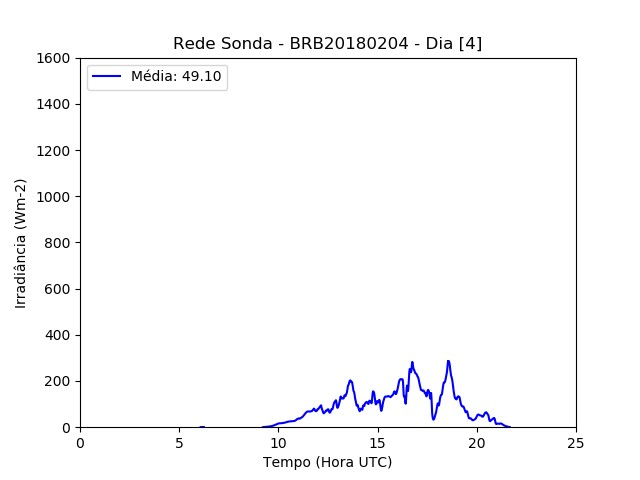 Rede Sonda - BRB20180204 - Dia [4]
Média: 49.10
1600
1400
1200
1000
800
600
400
200
0
0 5 10 15 20 25
Irradiância (Wm-2)
Tempo (Hora UTC)